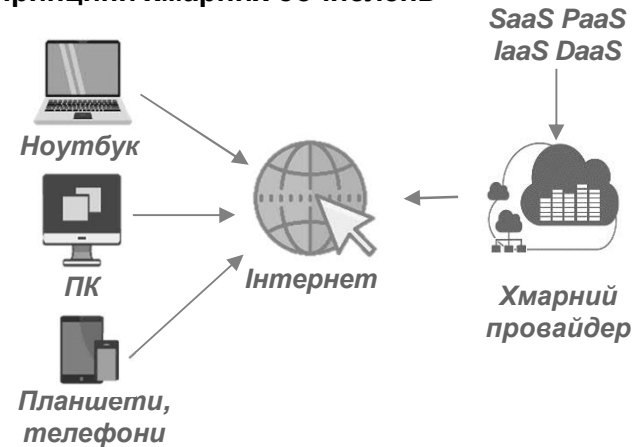 SaaS PaaS
IaaS DaaS
Ноутбук
ПК
Інтернет
Хмарний
провайдер
Планшети,
телефони